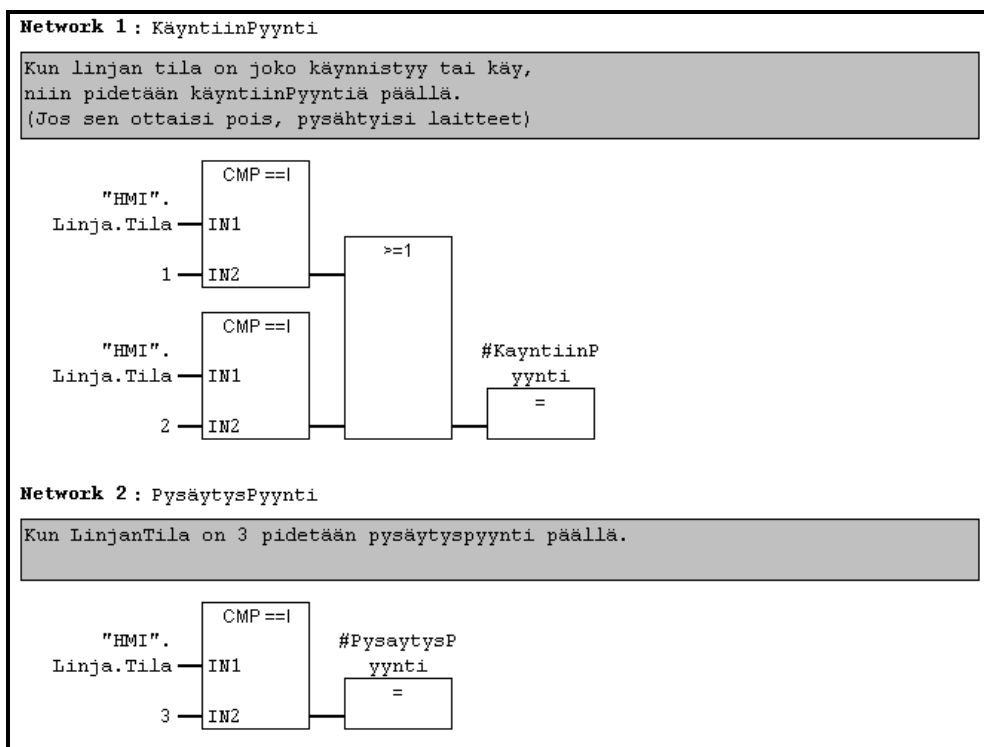 Network 1 : KäyntiinPyynti
Kun linjan tila on joko käynnistyy tai käy,
niin pidetään käyntiinPyyntiä päällä.
(Jos sen ottaisi pois, pysähtyisi laitteet)
CMP ==I
"HMI".
Linja.Tila IN1
>=1
1 IN2
CMP ==I
"HMI". #KayntiinP
Linja.Tila IN1 yynti
=
2 IN2
Network 2 : PysäytysPyynti
Kun LinjanTila on 3 pidetään pysäytyspyynti päällä.
CMP ==I
"HMI". #PysaytysP
Linja.Tila IN1 yynti
=
3 IN2